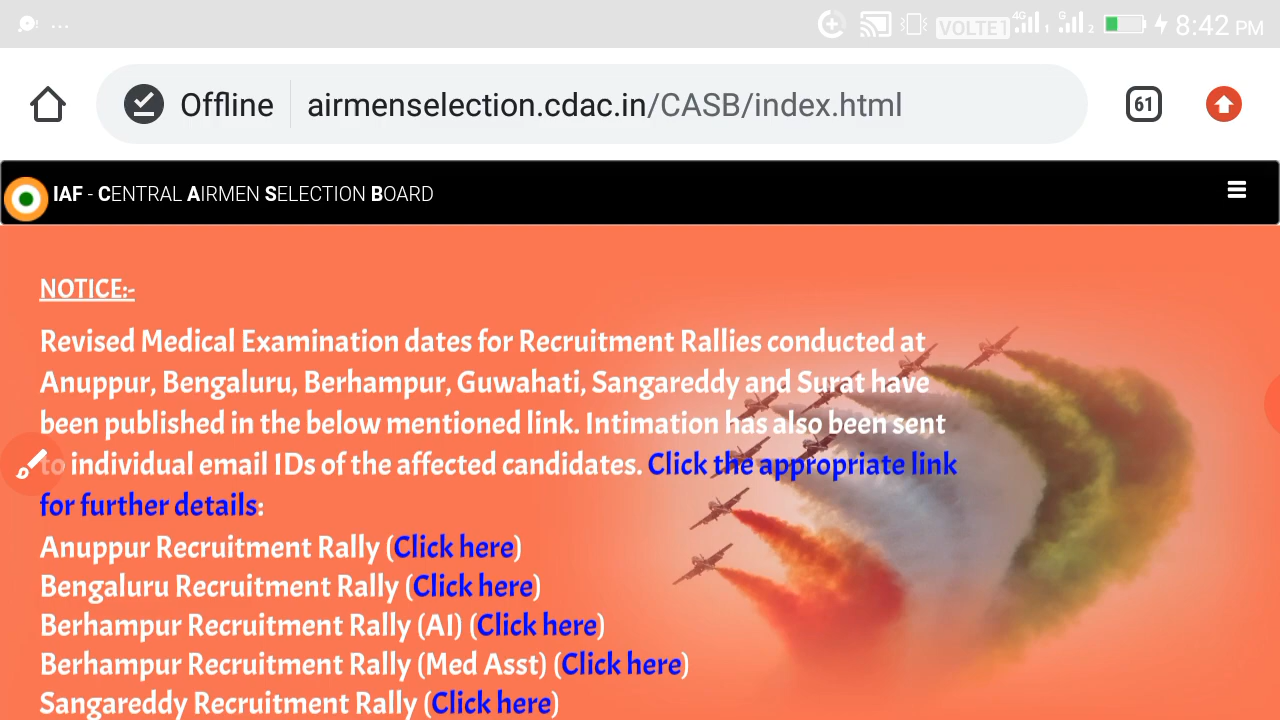 ... VOLTE1 4G 1 G 2 8:42 PM
Offline airmenselection.cdac.in/CASB/index.html 61
IAF - CENTRAL AIRMEN SELECTION BOARD
NOTICE:-
Revised Medical Examination dates for Recruitment Rallies conducted at
Anuppur, Bengaluru, Berhampur, Guwahati, Sangareddy and Surat have
been published in the below mentioned link. Intimation has also been sent
to individual email IDs of the affected candidates. Click the appropriate link
for further details:
Anuppur Recruitment Rally (Click here)
Bengaluru Recruitment Rally (Click here)
Berhampur Recruitment Rally (AI) (Click here)
Berhampur Recruitment Rally (Med Asst) (Click here)
Sangareddy Recruitment Rally (Click here)